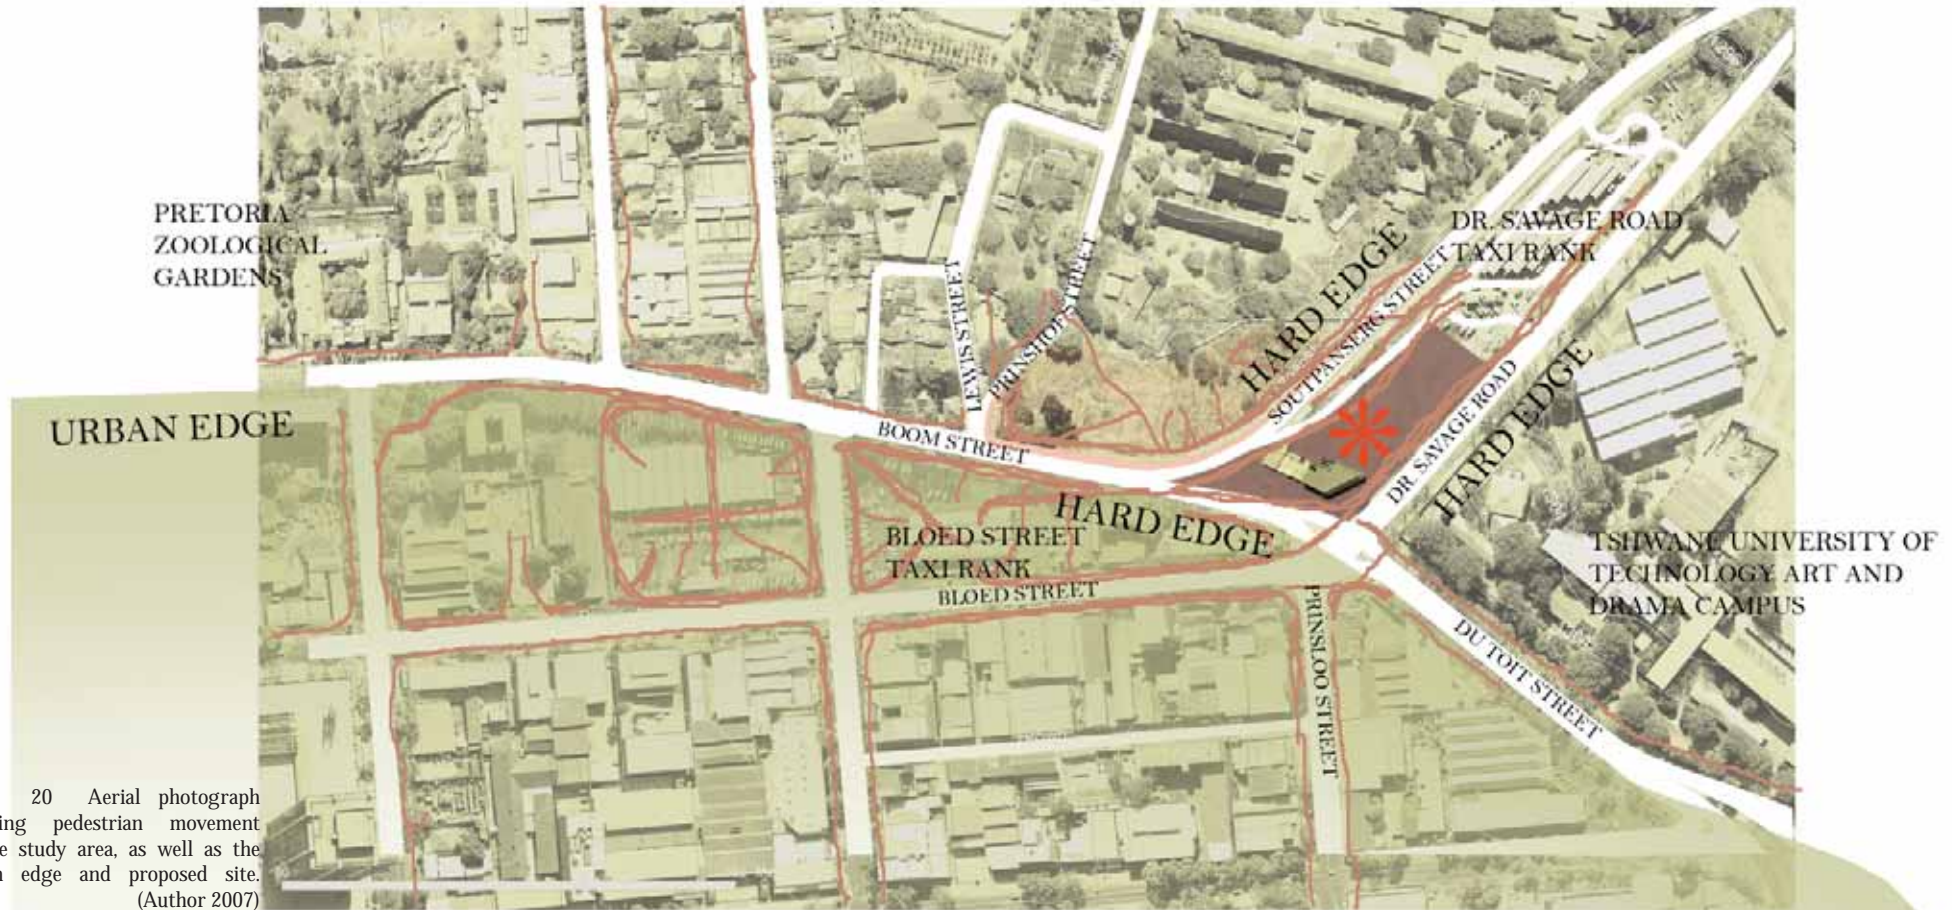 PRETORIA
ZOOLOGICAL
GARDENS
DR. SAVAGE ROAD
TAXI RANK
HARD EDGE
SOUTPANSERG STREET
LEWIS STREET
PRINSHOF STREET
URBAN EDGE
BOOM STREET
DR. SAVAGE ROAD
HARD EDGE
HARD EDGE
BLOED STREET
TAXI RANK
BLOED STREET
TSHWANE UNIVERSITY OF
TECHNOLOGY ART AND
DRAMA CAMPUS
PRINSLOO STREET
DU TOIT STREET
20 Aerial photograph
pedestrian movement
study area, as well as the
edge and proposed site.
(Author 2007)